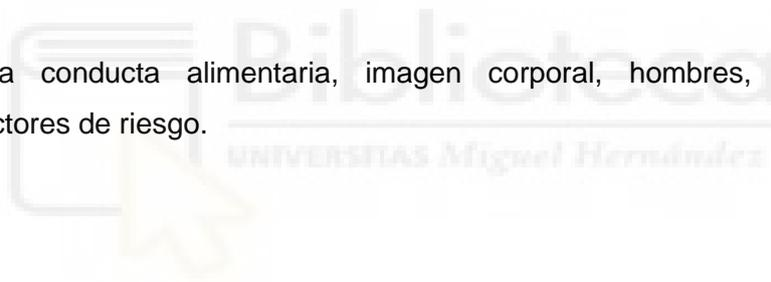 a conducta alimentaria, imagen corporal, hombres,
ctores de riesgo.
Biblioteca
UNIVERSITAS Miguel Hernández